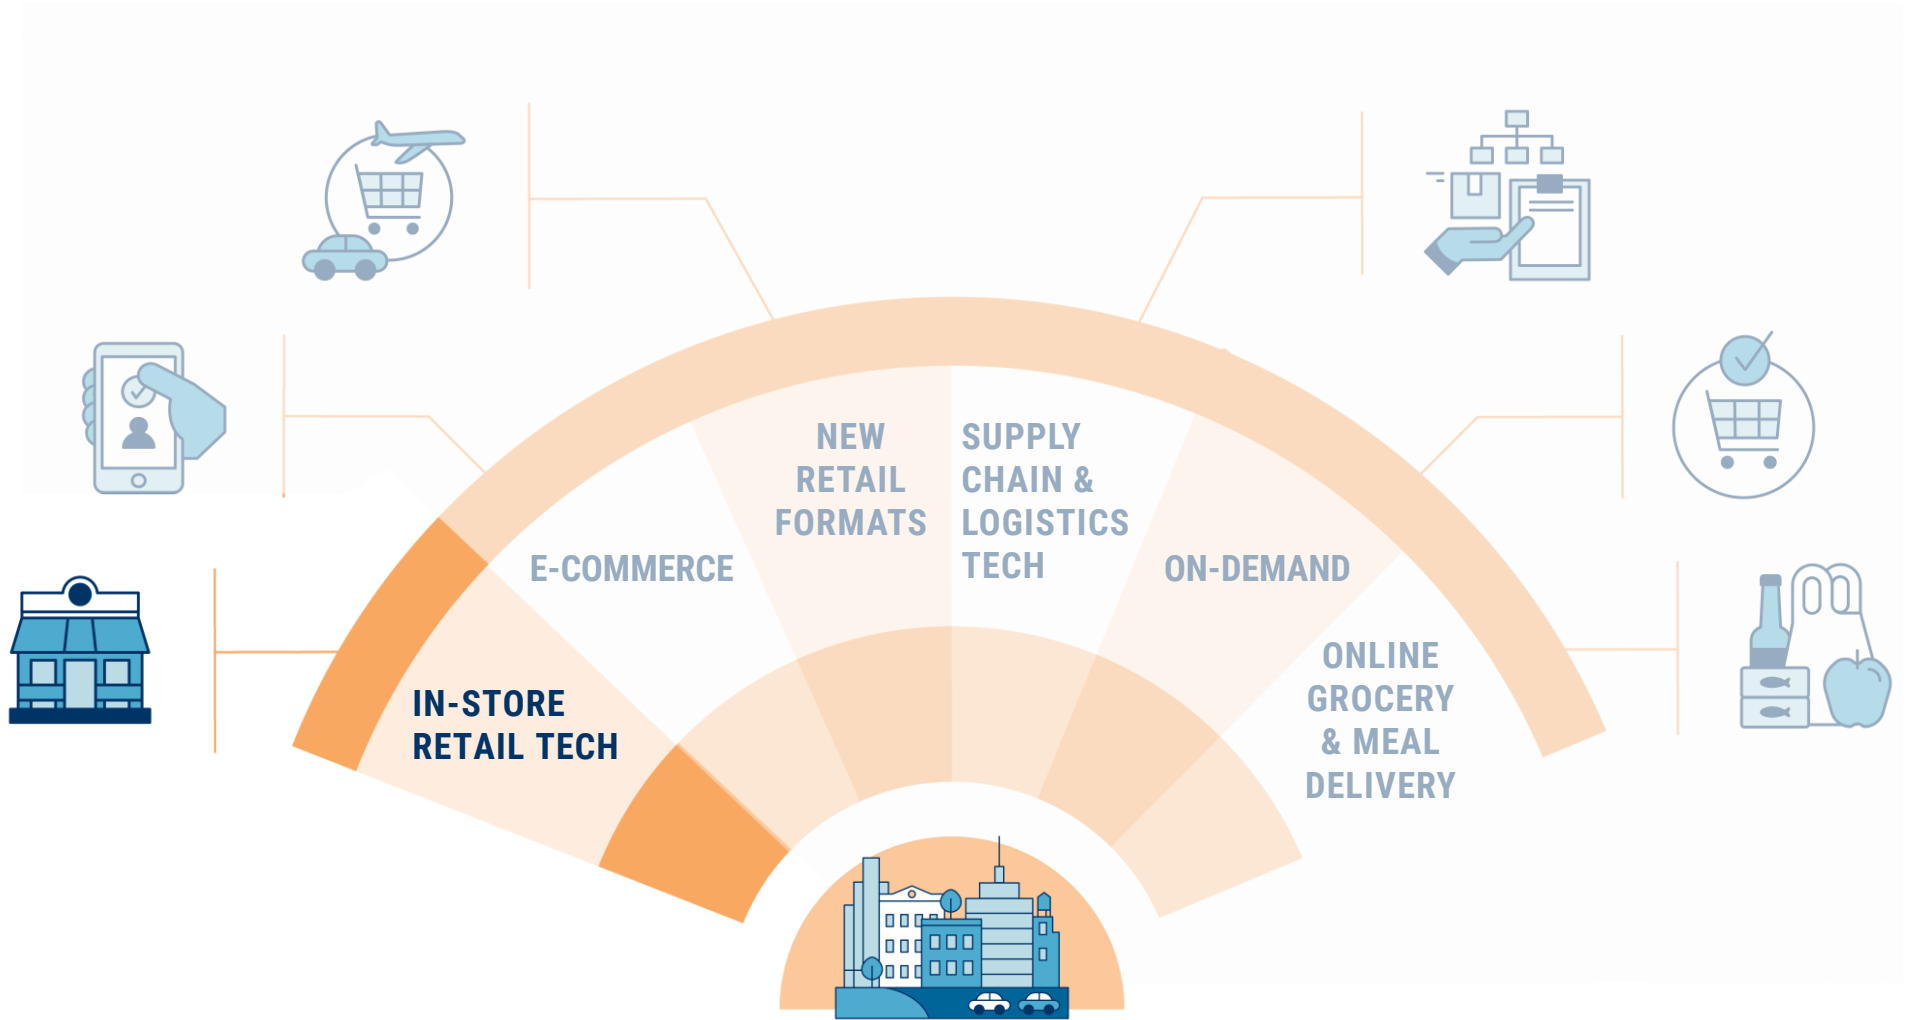 IN-STORE
RETAIL TECH
E-COMMERCE
NEW
RETAIL
FORMATS
SUPPLY
CHAIN &
LOGISTICS
TECH
ON-DEMAND
ONLINE
GROCERY
& MEAL
DELIVERY